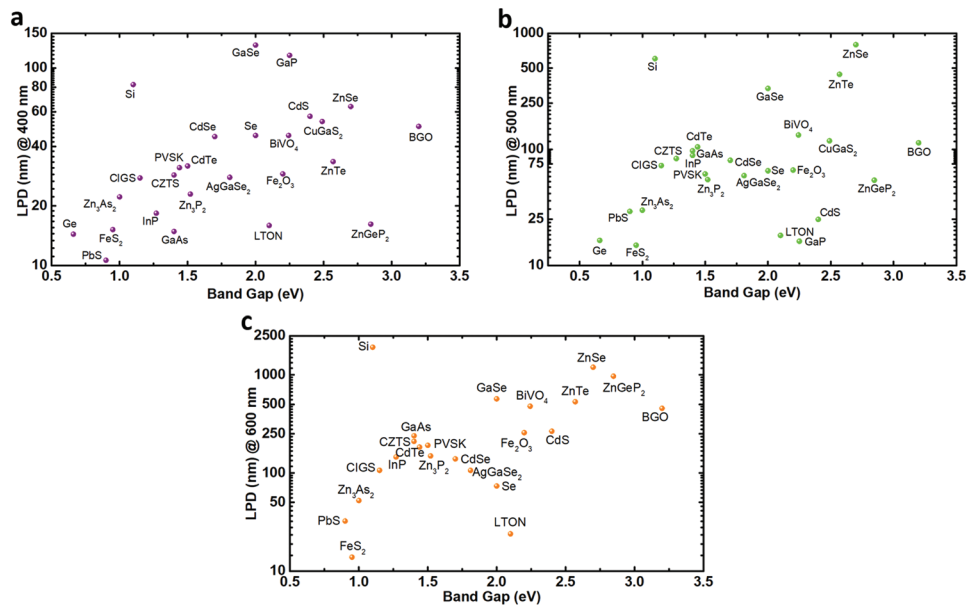 a
LPD (nm) @ 400 nm
150
100
80
60
40
20
10
GaSe
GaP
Si
ZnSe
CdS
CuGaS2
CdSe
Se
BiVO4
BGO
PVSK
CdTe
ZnTe
CIGS
CZTS
AgGaSe2
Fe2O3
Zn3As2
Zn3P2
InP
Ge
FeS2
GaAs
LTON
ZnGeP2
PbS
0.5 1.0 1.5 2.0 2.5 3.0 3.5
Band Gap (eV)
b
LPD (nm) @ 500 nm
1000
500
250
100
75
25
10
ZnSe
Si
ZnTe
GaSe
BiVO4
CuGaS2
BGO
CdTe
CZTS
GaAs
InP
CIGS
CdSe
PVSK
Se
Fe2O3
Zn3P2
AgGaSe2
ZnGeP2
Zn3As2
PbS
CdS
LTON
Ge
FeS2
GaP
0.5 1.0 1.5 2.0 2.5 3.0 3.5
Band Gap (eV)
c
LPD (nm) @ 600 nm
2500
1000
500
250
100
50
10
Si
ZnSe
ZnGeP2
GaSe
BiVO4
ZnTe
BGO
GaAs
CZTS
PVSK
Fe2O3
CdS
CdTe
InP
Zn3P2
CdSe
CIGS
AgGaSe2
Se
Zn3As2
PbS
LTON
FeS2
0.5 1.0 1.5 2.0 2.5 3.0 3.5
Band Gap (eV)